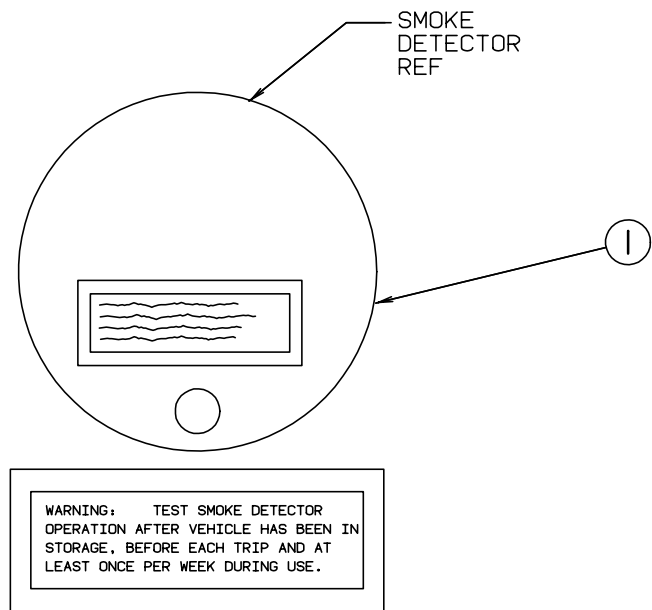 SMOKE
DETECTOR
REF
1
WARNING: TEST SMOKE DETECTOR
OPERATION AFTER VEHICLE HAS BEEN IN
STORAGE, BEFORE EACH TRIP AND AT
LEAST ONCE PER WEEK DURING USE.